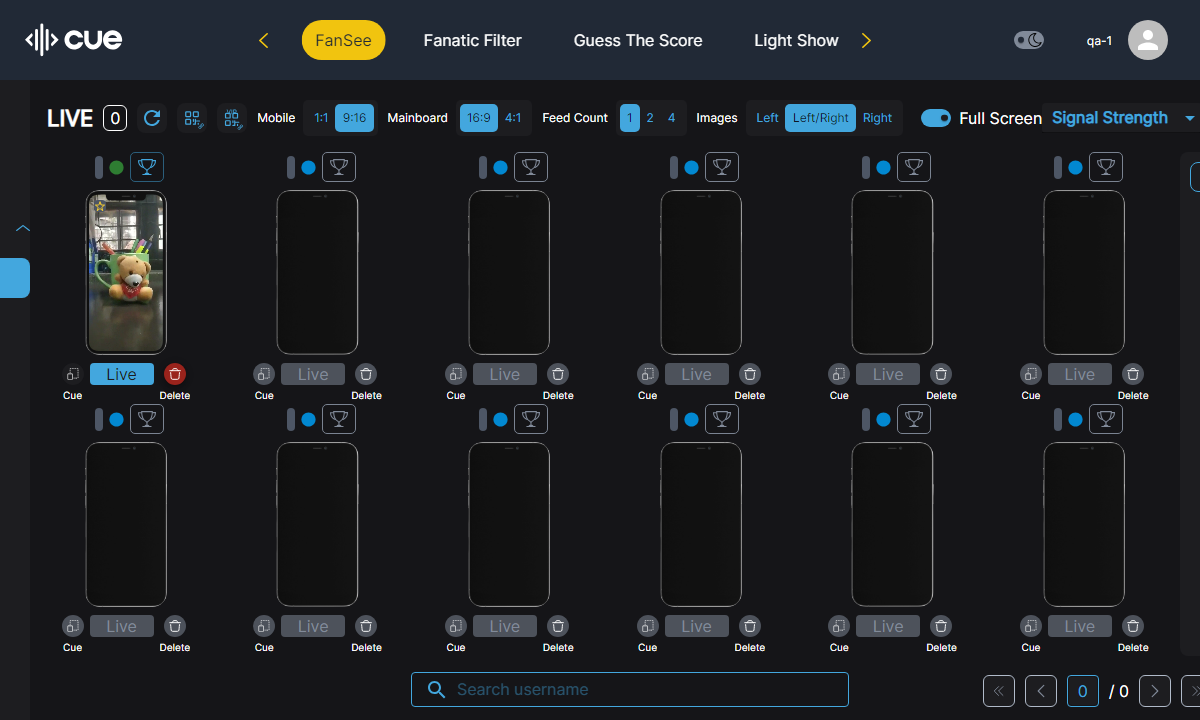 cue
FanSee
Fanatic Filter
Guess The Score
Light Show
qa-1
LIVE 0
Mobile 1:1 9:16
Mainboard 16:9 4:1
Feed Count 1 2 4
Images Left Left/Right Right
Full Screen
Signal Strength
Live Live Live Live Live Live
Cue Delete Cue Delete Cue Delete Cue Delete Cue Delete Cue Delete
Live Live Live Live Live Live
Cue Delete Cue Delete Cue Delete Cue Delete Cue Delete Cue Delete
Search username
0 / 0